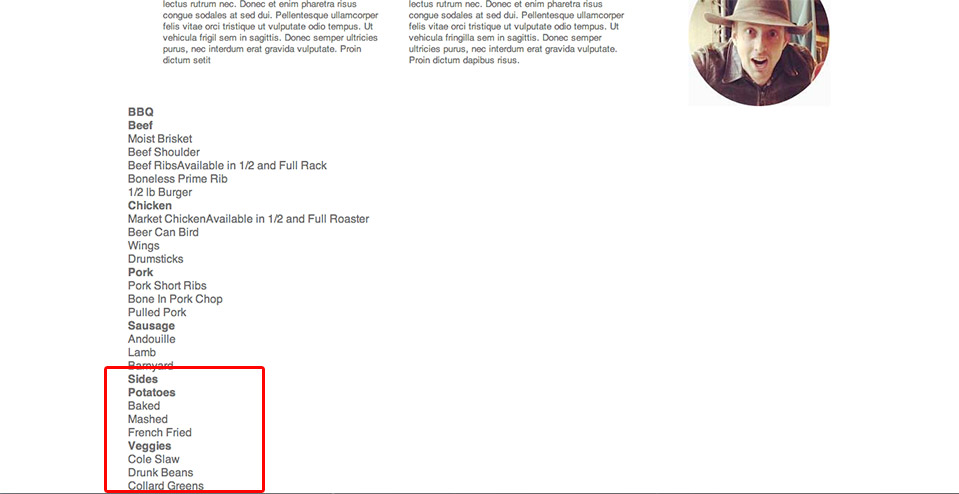 lectus rutrum nec. Donec et enim pharetra risus
congue sodales at sed dui. Pellentesque ullamcorper
felis vitae orci tristique ut vulputate odio tempus. Ut
vehicula frigil sem in sagittis. Donec semper ultricies
purus, nec interdum erat gravida vulputate. Proin
dictum setit
lectus rutrum nec. Donec et enim pharetra risus
congue sodales at sed dui. Pellentesque ullamcorper
felis vitae orci tristique ut vulputate odio tempus. Ut
vehicula fringilla sem in sagittis. Donec semper
ultricies purus, nec interdum erat gravida vulputate.
Proin dictum dapibus risus.
BBQ
Beef
Moist Brisket
Beef Shoulder
Beef RibsAvailable in 1/2 and Full Rack
Boneless Prime Rib
1/2 lb Burger
Chicken
Market ChickenAvailable in 1/2 and Full Roaster
Beer Can Bird
Wings
Drumsticks
Pork
Pork Short Ribs
Bone In Pork Chop
Pulled Pork
Sausage
Andouille
Lamb
Barnyard
Sides
Potatoes
Baked
Mashed
French Fried
Veggies
Cole Slaw
Drunk Beans
Collard Greens